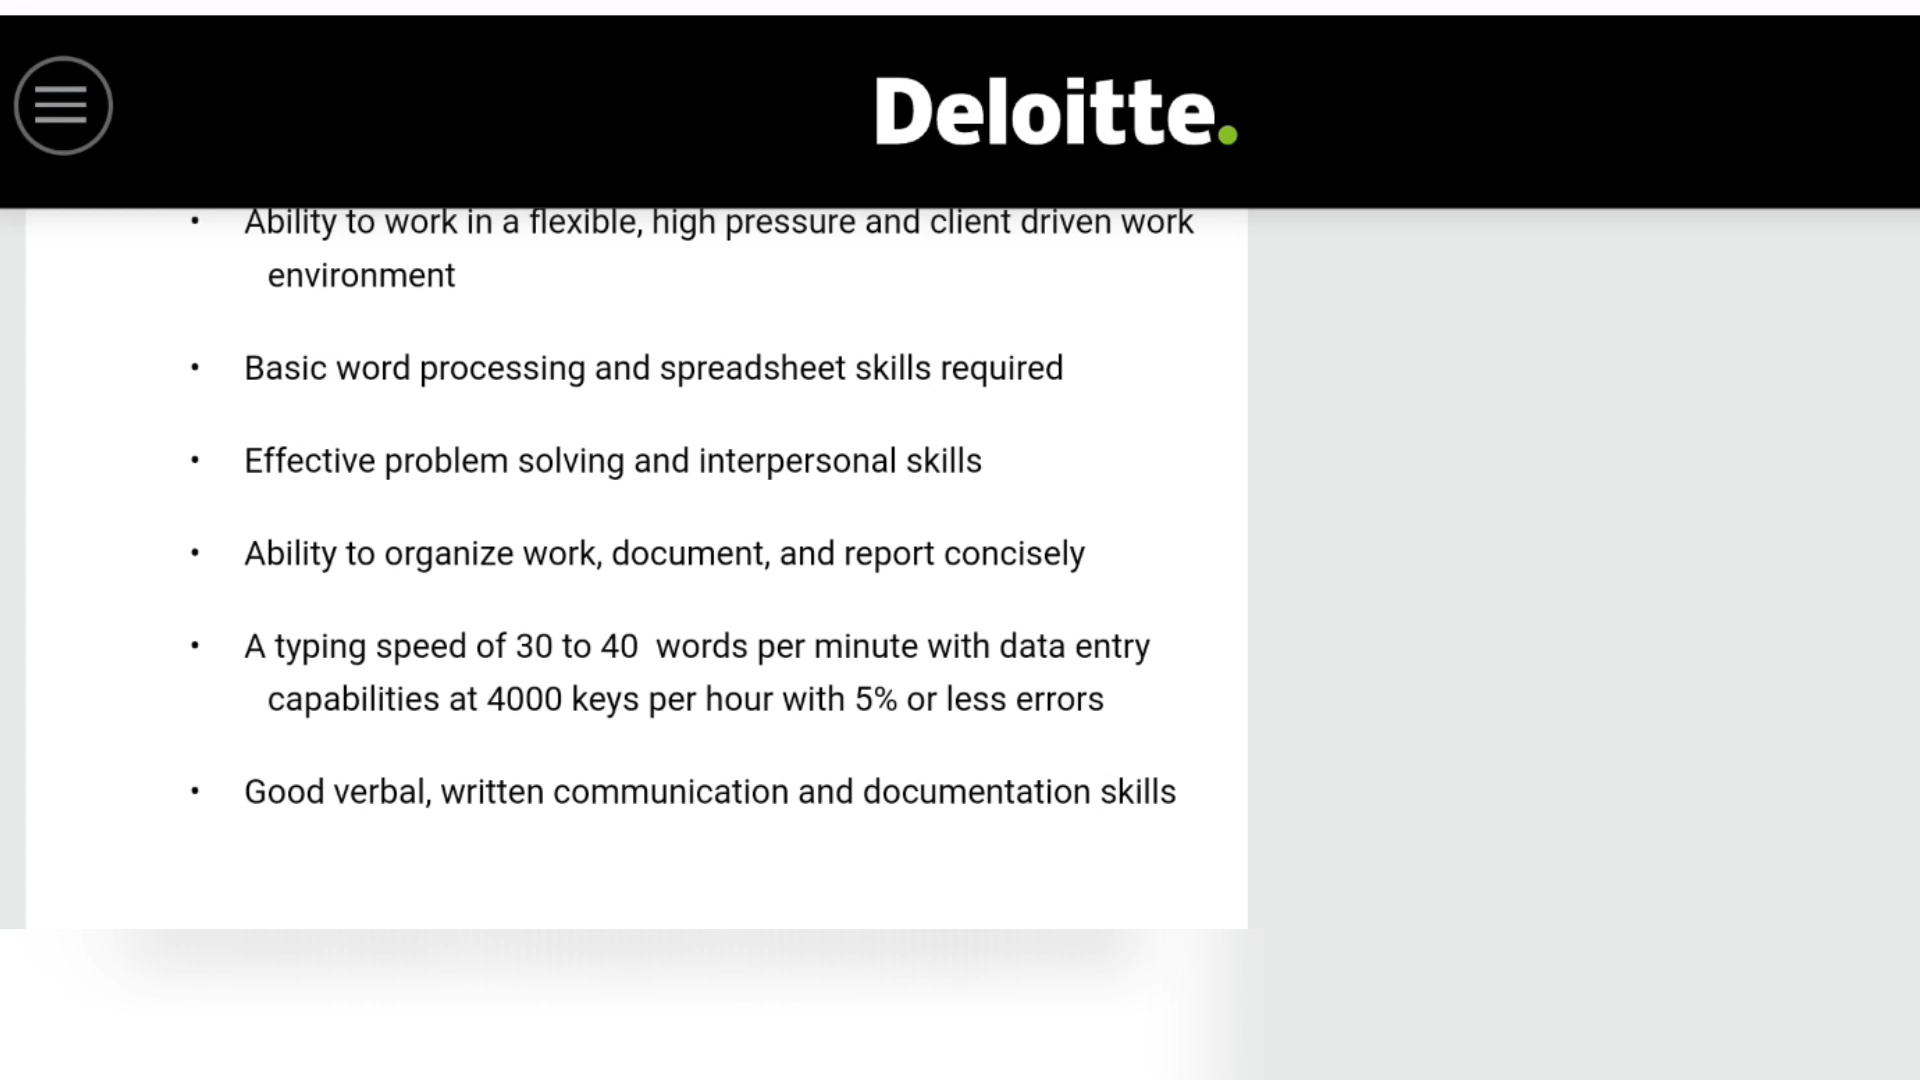 Deloitte.
• Ability to work in a flexible, high pressure and client driven work
environment
• Basic word processing and spreadsheet skills required
• Effective problem solving and interpersonal skills
• Ability to organize work, document, and report concisely
• A typing speed of 30 to 40  words per minute with data entry
capabilities at 4000 keys per hour with 5% or less errors
• Good verbal, written communication and documentation skills